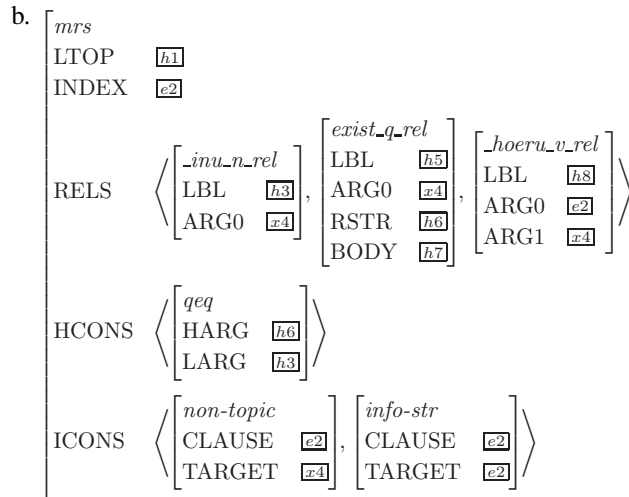 b.
mrs
LTOP h1
INDEX e2
RELS ⟨[_inu_n_rel LBL h3 ARG0 x4], [exist_q_rel LBL h5 ARG0 x4 RSTR h6 BODY h7], [_hoeru_v_rel LBL h8 ARG0 e2 ARG1 x4]⟩
HCONS ⟨[qeq HARG h6 LARG h3]⟩
ICONS ⟨[non-topic CLAUSE e2 TARGET x4], [info-str CLAUSE e2 TARGET e2]⟩